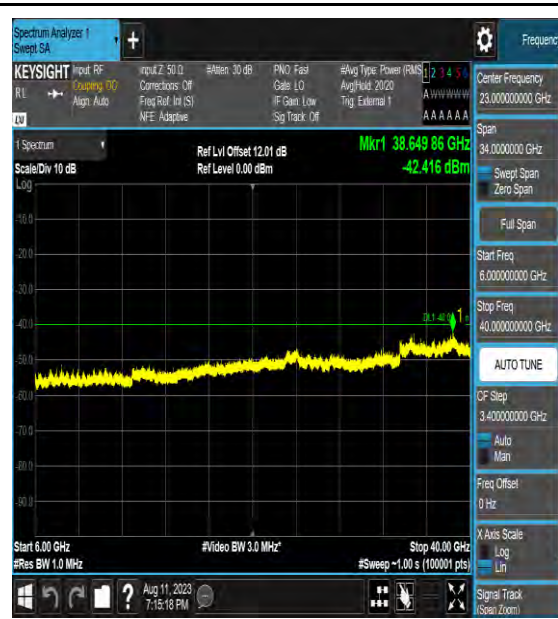 Spectrum Analyzer 1
Swept SA
+
Frequenc
KEYSIGHT Input: RF Input Z: 50 Ω #Atten: 30 dB PNO: Fast #Avg Type: Power (RMS 1 2 3 4 5 6
R L Coupling: DC Corrections: Off Gate: LO Avg|Hold: 20/20 A W W W W W
Align: Auto Freq Ref: Int (S) IF Gain: Low Trig: External 1
LW NFE: Adaptive Sig Track: Off A A A A A A
1 Spectrum
Scale/Div 10 dB
Log
Ref Lvl Offset 12.01 dB
Ref Level 0.00 dBm
Mkr1 38.649 86 GHz
-42.416 dBm
-10.0
-20.0
-30.0
-40.0
DL1 -40.0
1
-50.0
-60.0
-70.0
-80.0
-90.0
Start 6.00 GHz #Video BW 3.0 MHz* Stop 40.00 GHz
#Res BW 1.0 MHz #Sweep ~1.00 s (100001 pts)
Center Frequency
23.000000000 GHz
Span
34.0000000 GHz
Swept Span
Zero Span
Full Span
Start Freq
6.000000000 GHz
Stop Freq
40.00000000 GHz
AUTO TUNE
CF Step
3.400000000 GHz
Auto
Man
Freq Offset
0 Hz
X Axis Scale
Log
Lin
Signal Track
(Span Zoom)
? Aug 11, 2023
7:15:18 PM